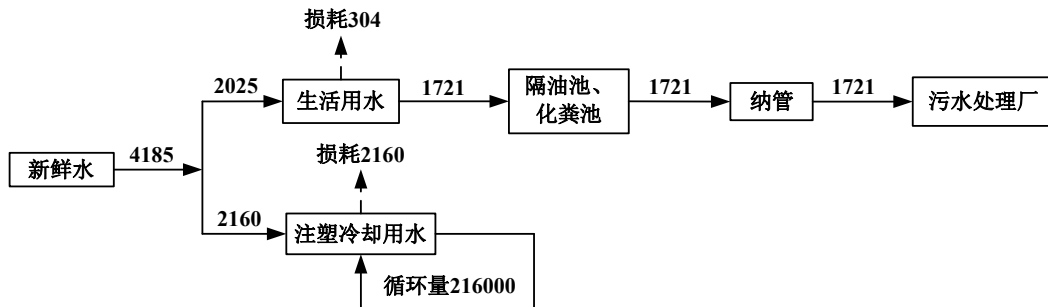 损耗304
2025
生活用水
1721
隔油池、
化粪池
1721
纳管
1721
污水处理厂
新鲜水
4185
损耗2160
2160
注塑冷却用水
循环量216000